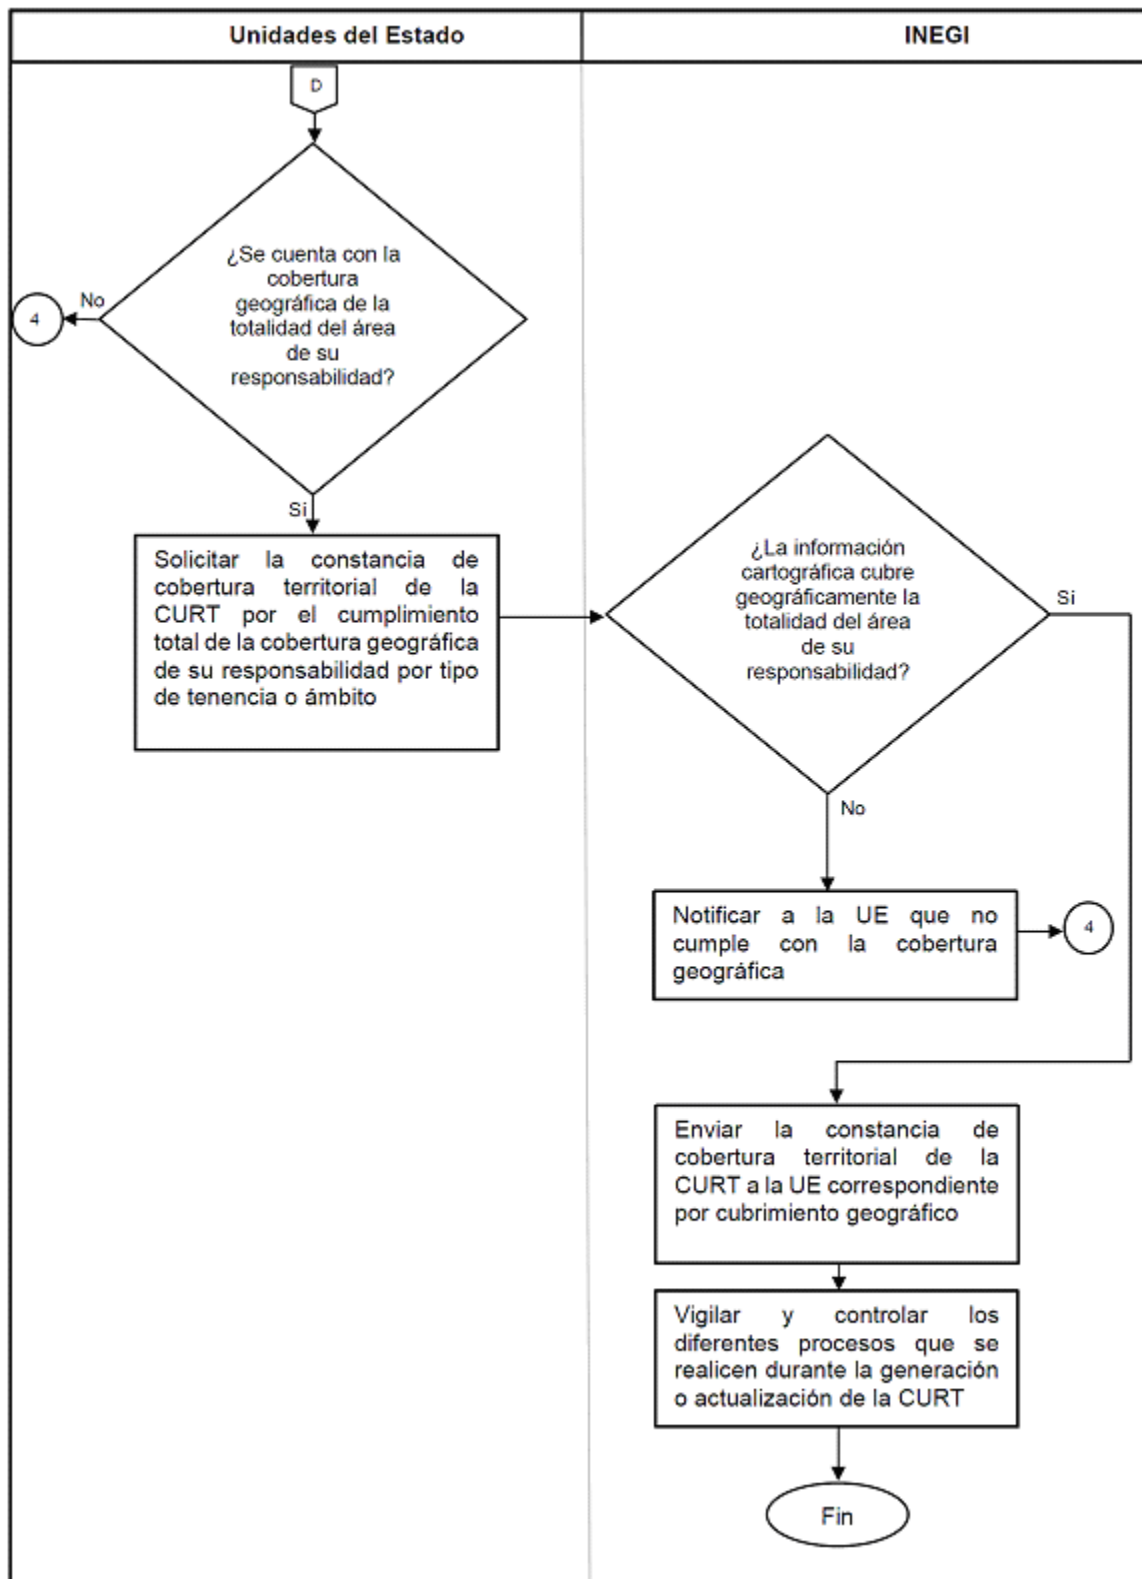 Unidades del Estado
INEGI
D
¿Se cuenta con la
cobertura
geográfica de la
totalidad del área
de su
responsabilidad?
No
4
Si
Solicitar la constancia de
cobertura territorial de la
CURT por el cumplimiento
total de la cobertura geográfica
de su responsabilidad por tipo
de tenencia o ámbito
¿La información
cartográfica cubre
geográficamente la
totalidad del área
de su
responsabilidad?
Si
No
Notificar a la UE que no
cumple con la cobertura
geográfica
4
Enviar la constancia de
cobertura territorial de la
CURT a la UE correspondiente
por cubrimiento geográfico
Vigilar y controlar los
diferentes procesos que se
realicen durante la generación
o actualización de la CURT
Fin